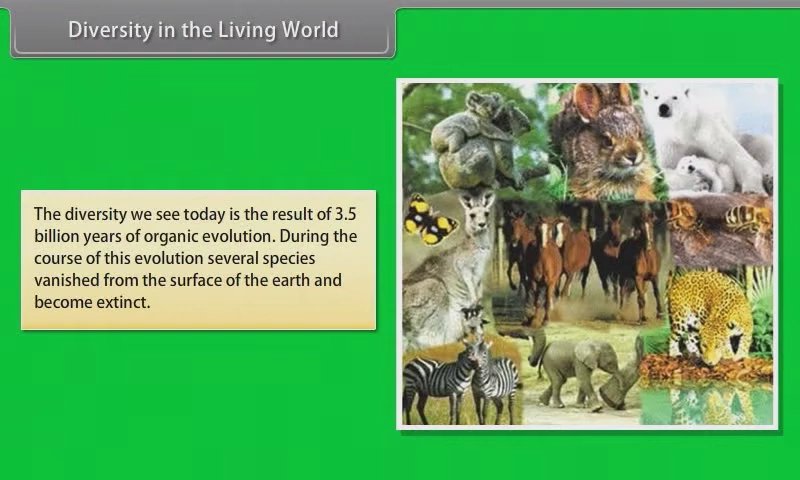 Diversity in the Living World
The diversity we see today is the result of 3.5
billion years of organic evolution. During the
course of this evolution several species
vanished from the surface of the earth and
become extinct.